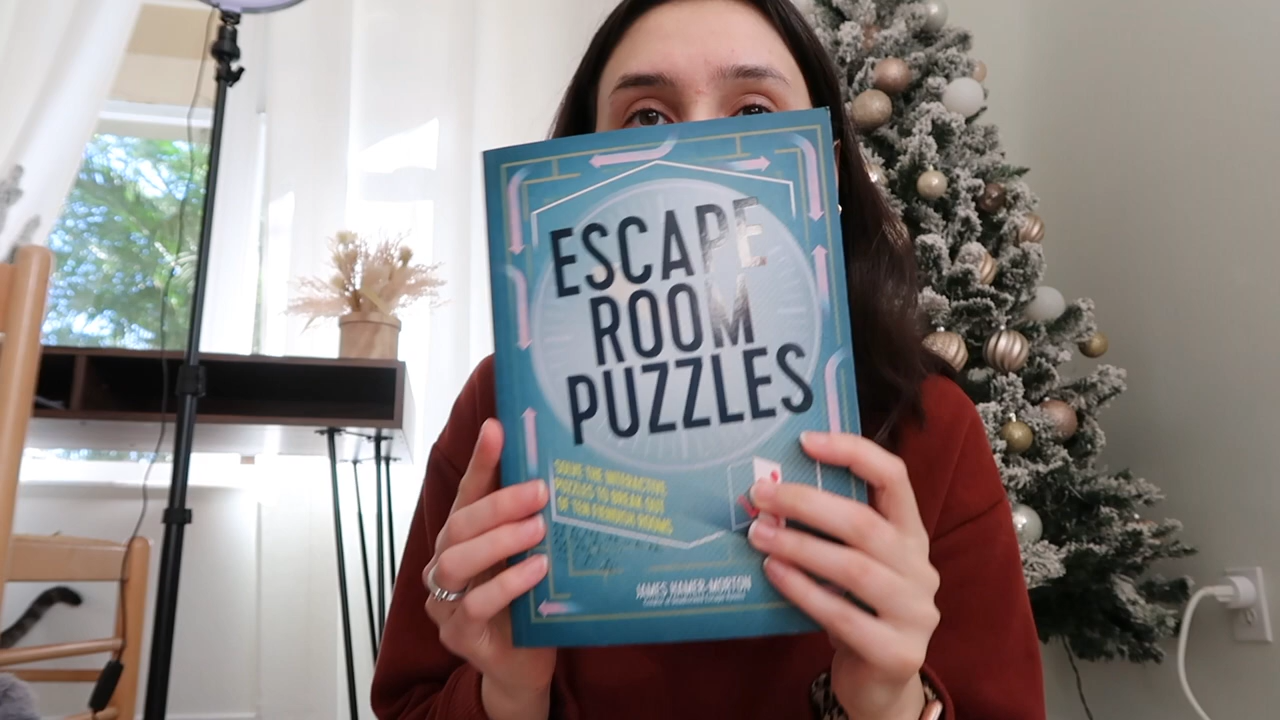 ESCAPE
ROOM
PUZZLES
SOLVE THE INTERACTIVE
PUZZLES TO BREAK OUT
OF TEN FIENDISH ROOMS
JAMES HAMER-MORTON